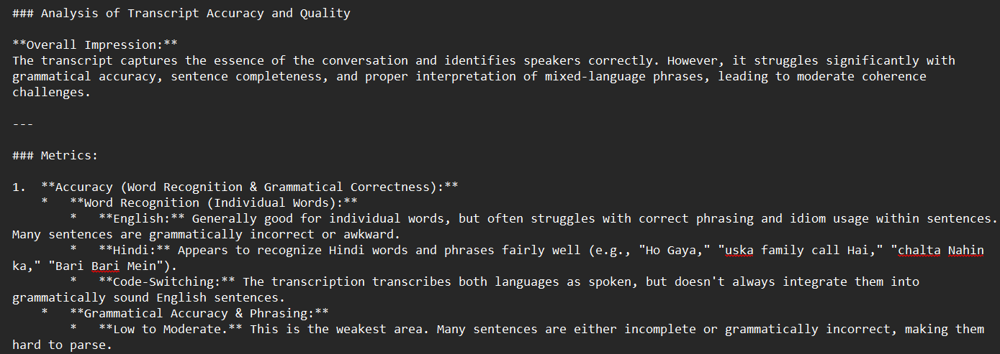 ### Analysis of Transcript Accuracy and Quality
**Overall Impression:**
The transcript captures the essence of the conversation and identifies speakers correctly. However, it struggles significantly with
grammatical accuracy, sentence completeness, and proper interpretation of mixed-language phrases, leading to moderate coherence
challenges.
---
### Metrics:
1.  **Accuracy (Word Recognition & Grammatical Correctness):**
*   **Word Recognition (Individual Words):**
*   **English:** Generally good for individual words, but often struggles with correct phrasing and idiom usage within sentences.
Many sentences are grammatically incorrect or awkward.
*   **Hindi:** Appears to recognize Hindi words and phrases fairly well (e.g., "Ho Gaya," "uska family call Hai," "chalta Nahin
ka," "Bari Bari Mein").
*   **Code-Switching:** The transcription transcribes both languages as spoken, but doesn't always integrate them into
grammatically sound English sentences.
*   **Grammatical Accuracy & Phrasing:**
*   **Low to Moderate.** This is the weakest area. Many sentences are either incomplete or grammatically incorrect, making them
hard to parse.